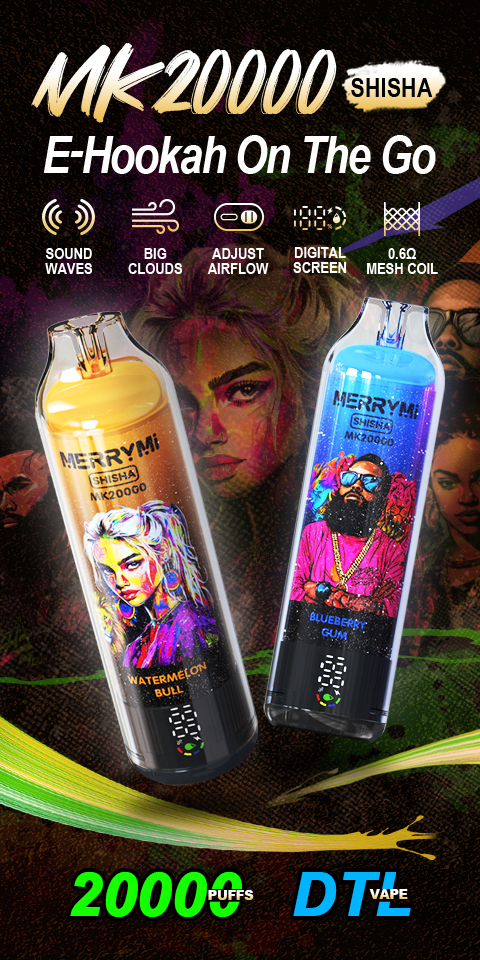 MK20000 SHISHA
E-Hookah On The Go
SOUND WAVES
BIG CLOUDS
ADJUST AIRFLOW
DIGITAL SCREEN
0.6Ω MESH COIL
MERRYMI
SHISHA
MK20000
WATERMELON
BULL
MERRYMI
SHISHA
MK20000
BLUEBERRY
GUM
20000 PUFFS
DTL VAPE